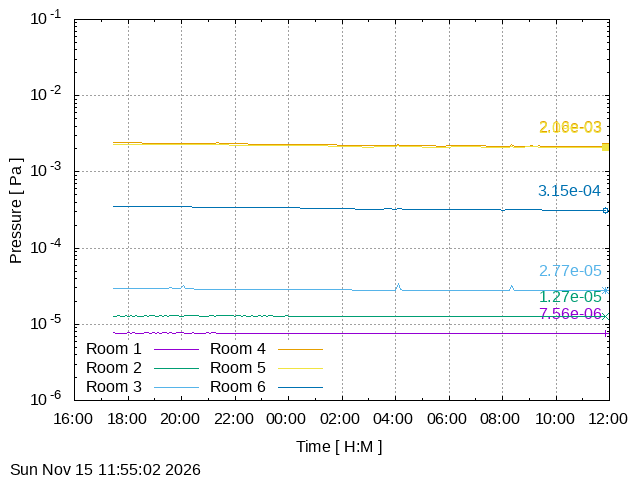 10^-1
10^-2
10^-3
10^-4
10^-5
10^-6
Pressure [ Pa ]
3.15e-04
2.77e-05
1.27e-05
7.56e-06
Room 1
Room 2
Room 3
Room 4
Room 5
Room 6
16:00 18:00 20:00 22:00 00:00 02:00 04:00 06:00 08:00 10:00 12:00
Time [ H:M ]
Sun Nov 15 11:55:02 2026